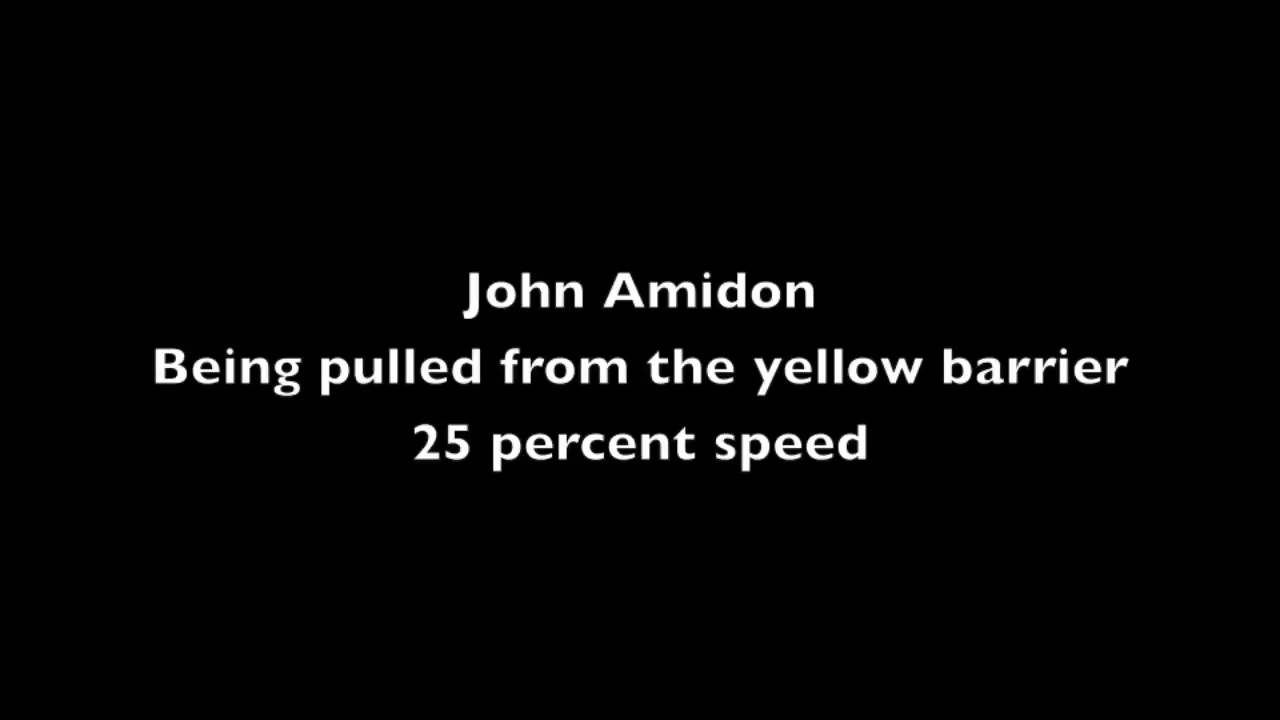 John Amidon
Being pulled from the yellow barrier
25 percent speed